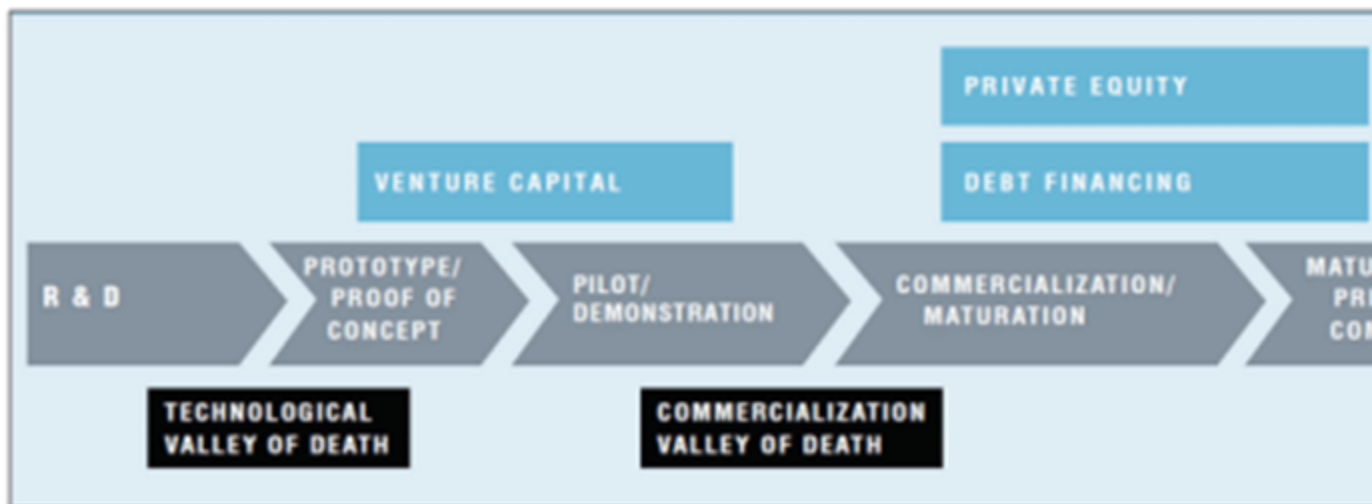 PRIVATE EQUITY
VENTURE CAPITAL
DEBT FINANCING
R & D
PROTOTYPE/
PROOF OF
CONCEPT
PILOT/
DEMONSTRATION
COMMERCIALIZATION/
MATURATION
TECHNOLOGICAL
VALLEY OF DEATH
COMMERCIALIZATION
VALLEY OF DEATH